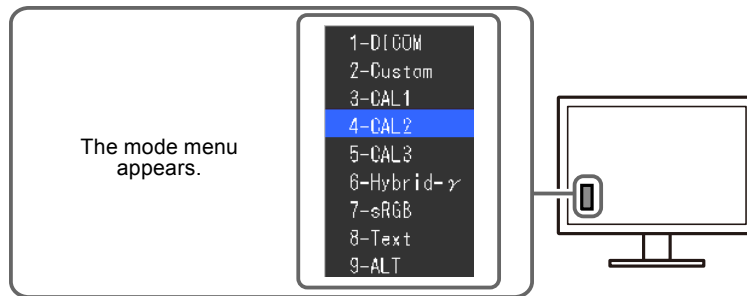 The mode menu
appears.
1-DICOM
2-Custom
3-CAL1
4-CAL2
5-CAL3
6-Hybrid-γ
7-sRGB
8-Text
9-ALT